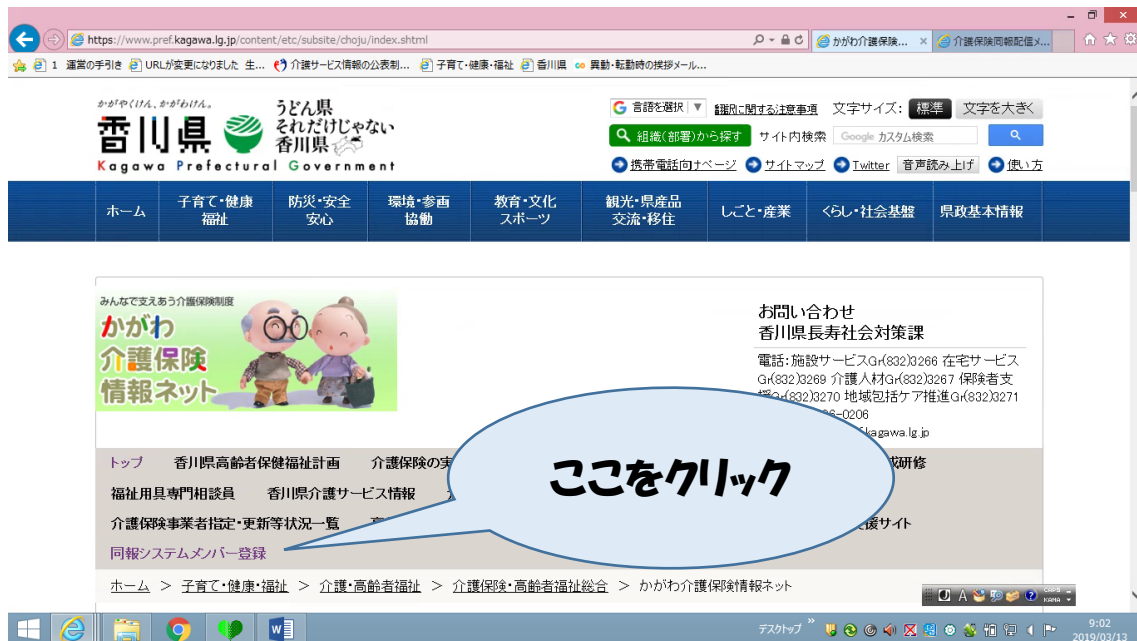 https://www.pref.kagawa.lg.jp/content/etc/subsite/choju/index.shtml
かがわ介護保険...
介護保険同報配信メ...
1 運営の手引き
URLが変更になりました 生...
介護サービス情報の公表制...
子育て・健康・福祉
香川県
異動・転勤時の挨拶メール...
かがやくけん、かがわけん。
香川県
Kagawa Prefectural Government
うどん県
それだけじゃない
香川県
言語を選択 ▼
翻訳に関する注意事項
文字サイズ: 標準 文字を大きく
組織(部署)から探す
サイト内検索
Google カスタム検索
携帯電話向けページ
サイトマップ
Twitter
音声読み上げ
使い方
ホーム
子育て・健康
福祉
防災・安全
安心
環境・参画
協働
教育・文化
スポーツ
観光・県産品
交流・移住
しごと・産業
くらし・社会基盤
県政基本情報
みんなで支えあう介護保険制度
かがわ
介護保険
情報ネット
お問い合わせ
香川県長寿社会対策課
電話:施設サービスGr(832)3266 在宅サービス
Gr(832)3269 介護人材Gr(832)3267 保険者支
Gr(832)3270 地域包括ケア推進Gr(832)3271
-0206
kagawa.lg.jp
ここをクリック
トップ 香川県高齢者保健福祉計画 介護保険の実 成研修
福祉用具専門相談員 香川県介護サービス情報
介護保険事業者指定・更新等状況一覧 援サイト
同報システムメンバー登録
ホーム > 子育て・健康・福祉 > 介護・高齢者福祉 > 介護保険・高齢者福祉総合 > かがわ介護保険情報ネット
A CAPS
KANA
デスクトップ
9:02
2019/03/13